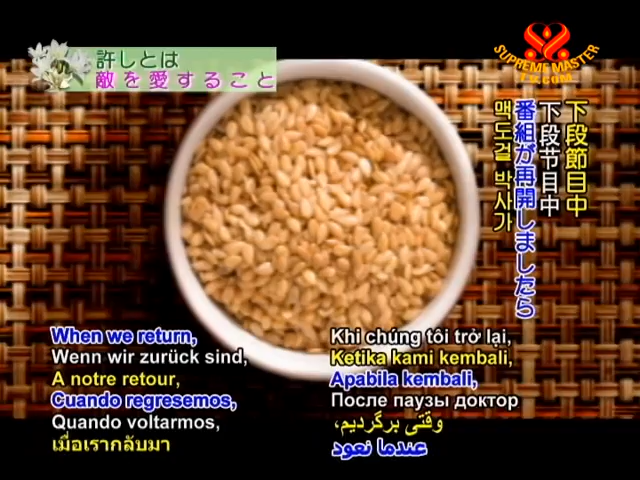 許しとは
敵を愛すること
SUPREME MASTER
TV.COM
下段節目中
下段节目中
番組が再開しましたら
맥도걸 박사가
When we return,
Wenn wir zurück sind,
A notre retour,
Cuando regresemos,
Quando voltarmos,
เมื่อเรากลับมา
Khi chúng tôi trở lại,
Ketika kami kembali,
Apabila kembali,
После паузы доктор
وقتی برگردیم،
عندما نعود